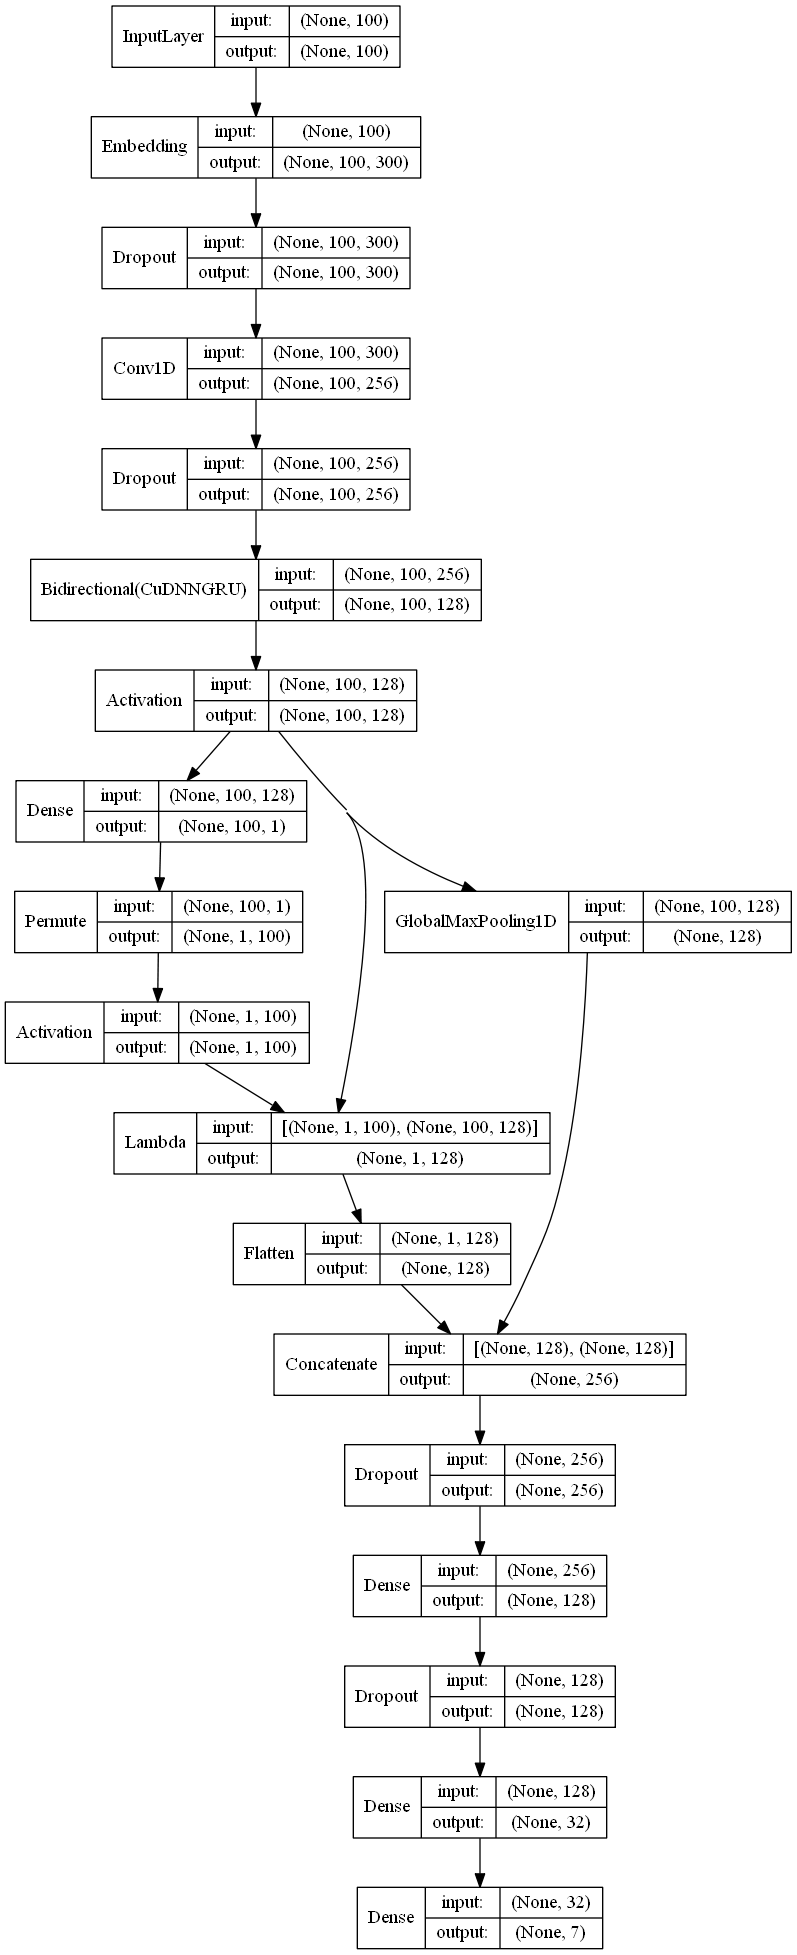 InputLayer
input: (None, 100)
output: (None, 100)
Embedding
input: (None, 100)
output: (None, 100, 300)
Dropout
input: (None, 100, 300)
output: (None, 100, 300)
Conv1D
input: (None, 100, 300)
output: (None, 100, 256)
Dropout
input: (None, 100, 256)
output: (None, 100, 256)
Bidirectional(CuDNNGRU)
input: (None, 100, 256)
output: (None, 100, 128)
Activation
input: (None, 100, 128)
output: (None, 100, 128)
Dense
input: (None, 100, 128)
output: (None, 100, 1)
Permute
input: (None, 100, 1)
output: (None, 1, 100)
GlobalMaxPooling1D
input: (None, 100, 128)
output: (None, 128)
Activation
input: (None, 1, 100)
output: (None, 1, 100)
Lambda
input: [(None, 1, 100), (None, 100, 128)]
output: (None, 1, 128)
Flatten
input: (None, 1, 128)
output: (None, 128)
Concatenate
input: [(None, 128), (None, 128)]
output: (None, 256)
Dropout
input: (None, 256)
output: (None, 256)
Dense
input: (None, 256)
output: (None, 128)
Dropout
input: (None, 128)
output: (None, 128)
Dense
input: (None, 128)
output: (None, 32)
Dense
input: (None, 32)
output: (None, 7)